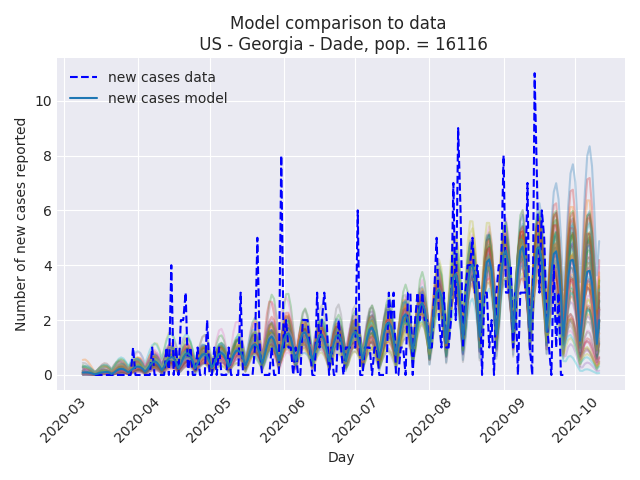 Model comparison to data
US - Georgia - Dade, pop. = 16116
new cases data
new cases model
Number of new cases reported
10
8
6
4
2
0
2020-03
2020-04
2020-05
2020-06
2020-07
2020-08
2020-09
2020-10
Day